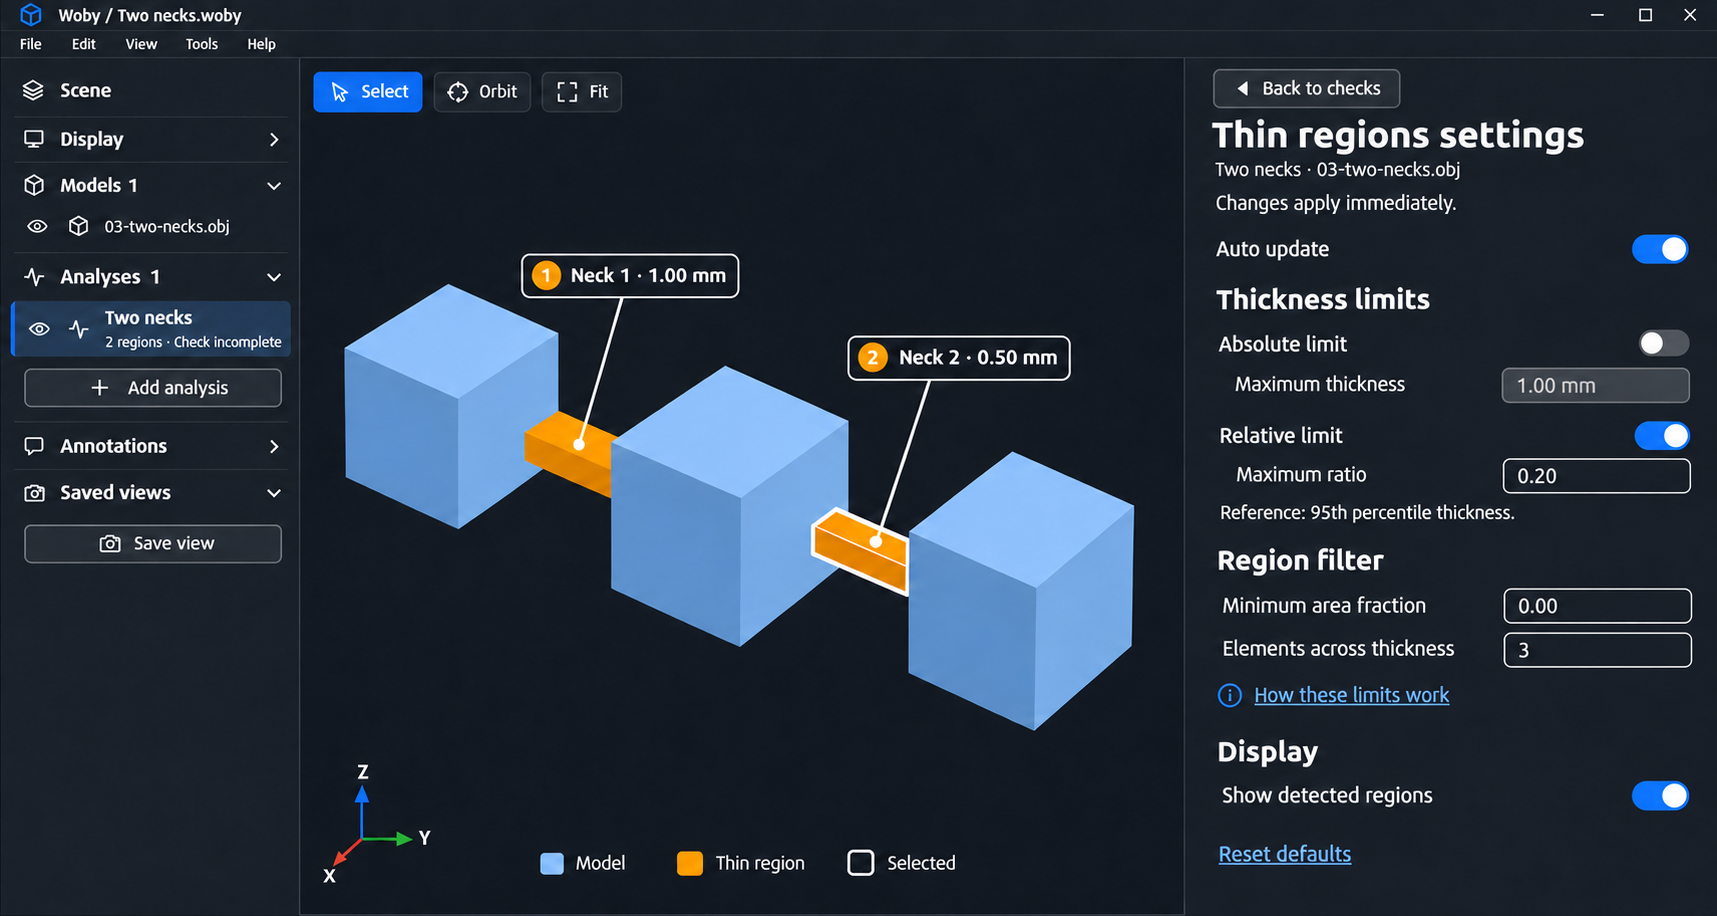 Woby / Two necks.woby
File Edit View Tools Help
Scene
Display
Models 1
03-two-necks.obj
Analyses 1
Two necks
2 regions · Check incomplete
+ Add analysis
Annotations
Saved views
Save view
Select Orbit Fit
1 Neck 1 · 1.00 mm
2 Neck 2 · 0.50 mm
Z
Y
X
Model Thin region Selected
Back to checks
Thin regions settings
Two necks · 03-two-necks.obj
Changes apply immediately.
Auto update
Thickness limits
Absolute limit
Maximum thickness 1.00 mm
Relative limit
Maximum ratio 0.20
Reference: 95th percentile thickness.
Region filter
Minimum area fraction 0.00
Elements across thickness 3
How these limits work
Display
Show detected regions
Reset defaults